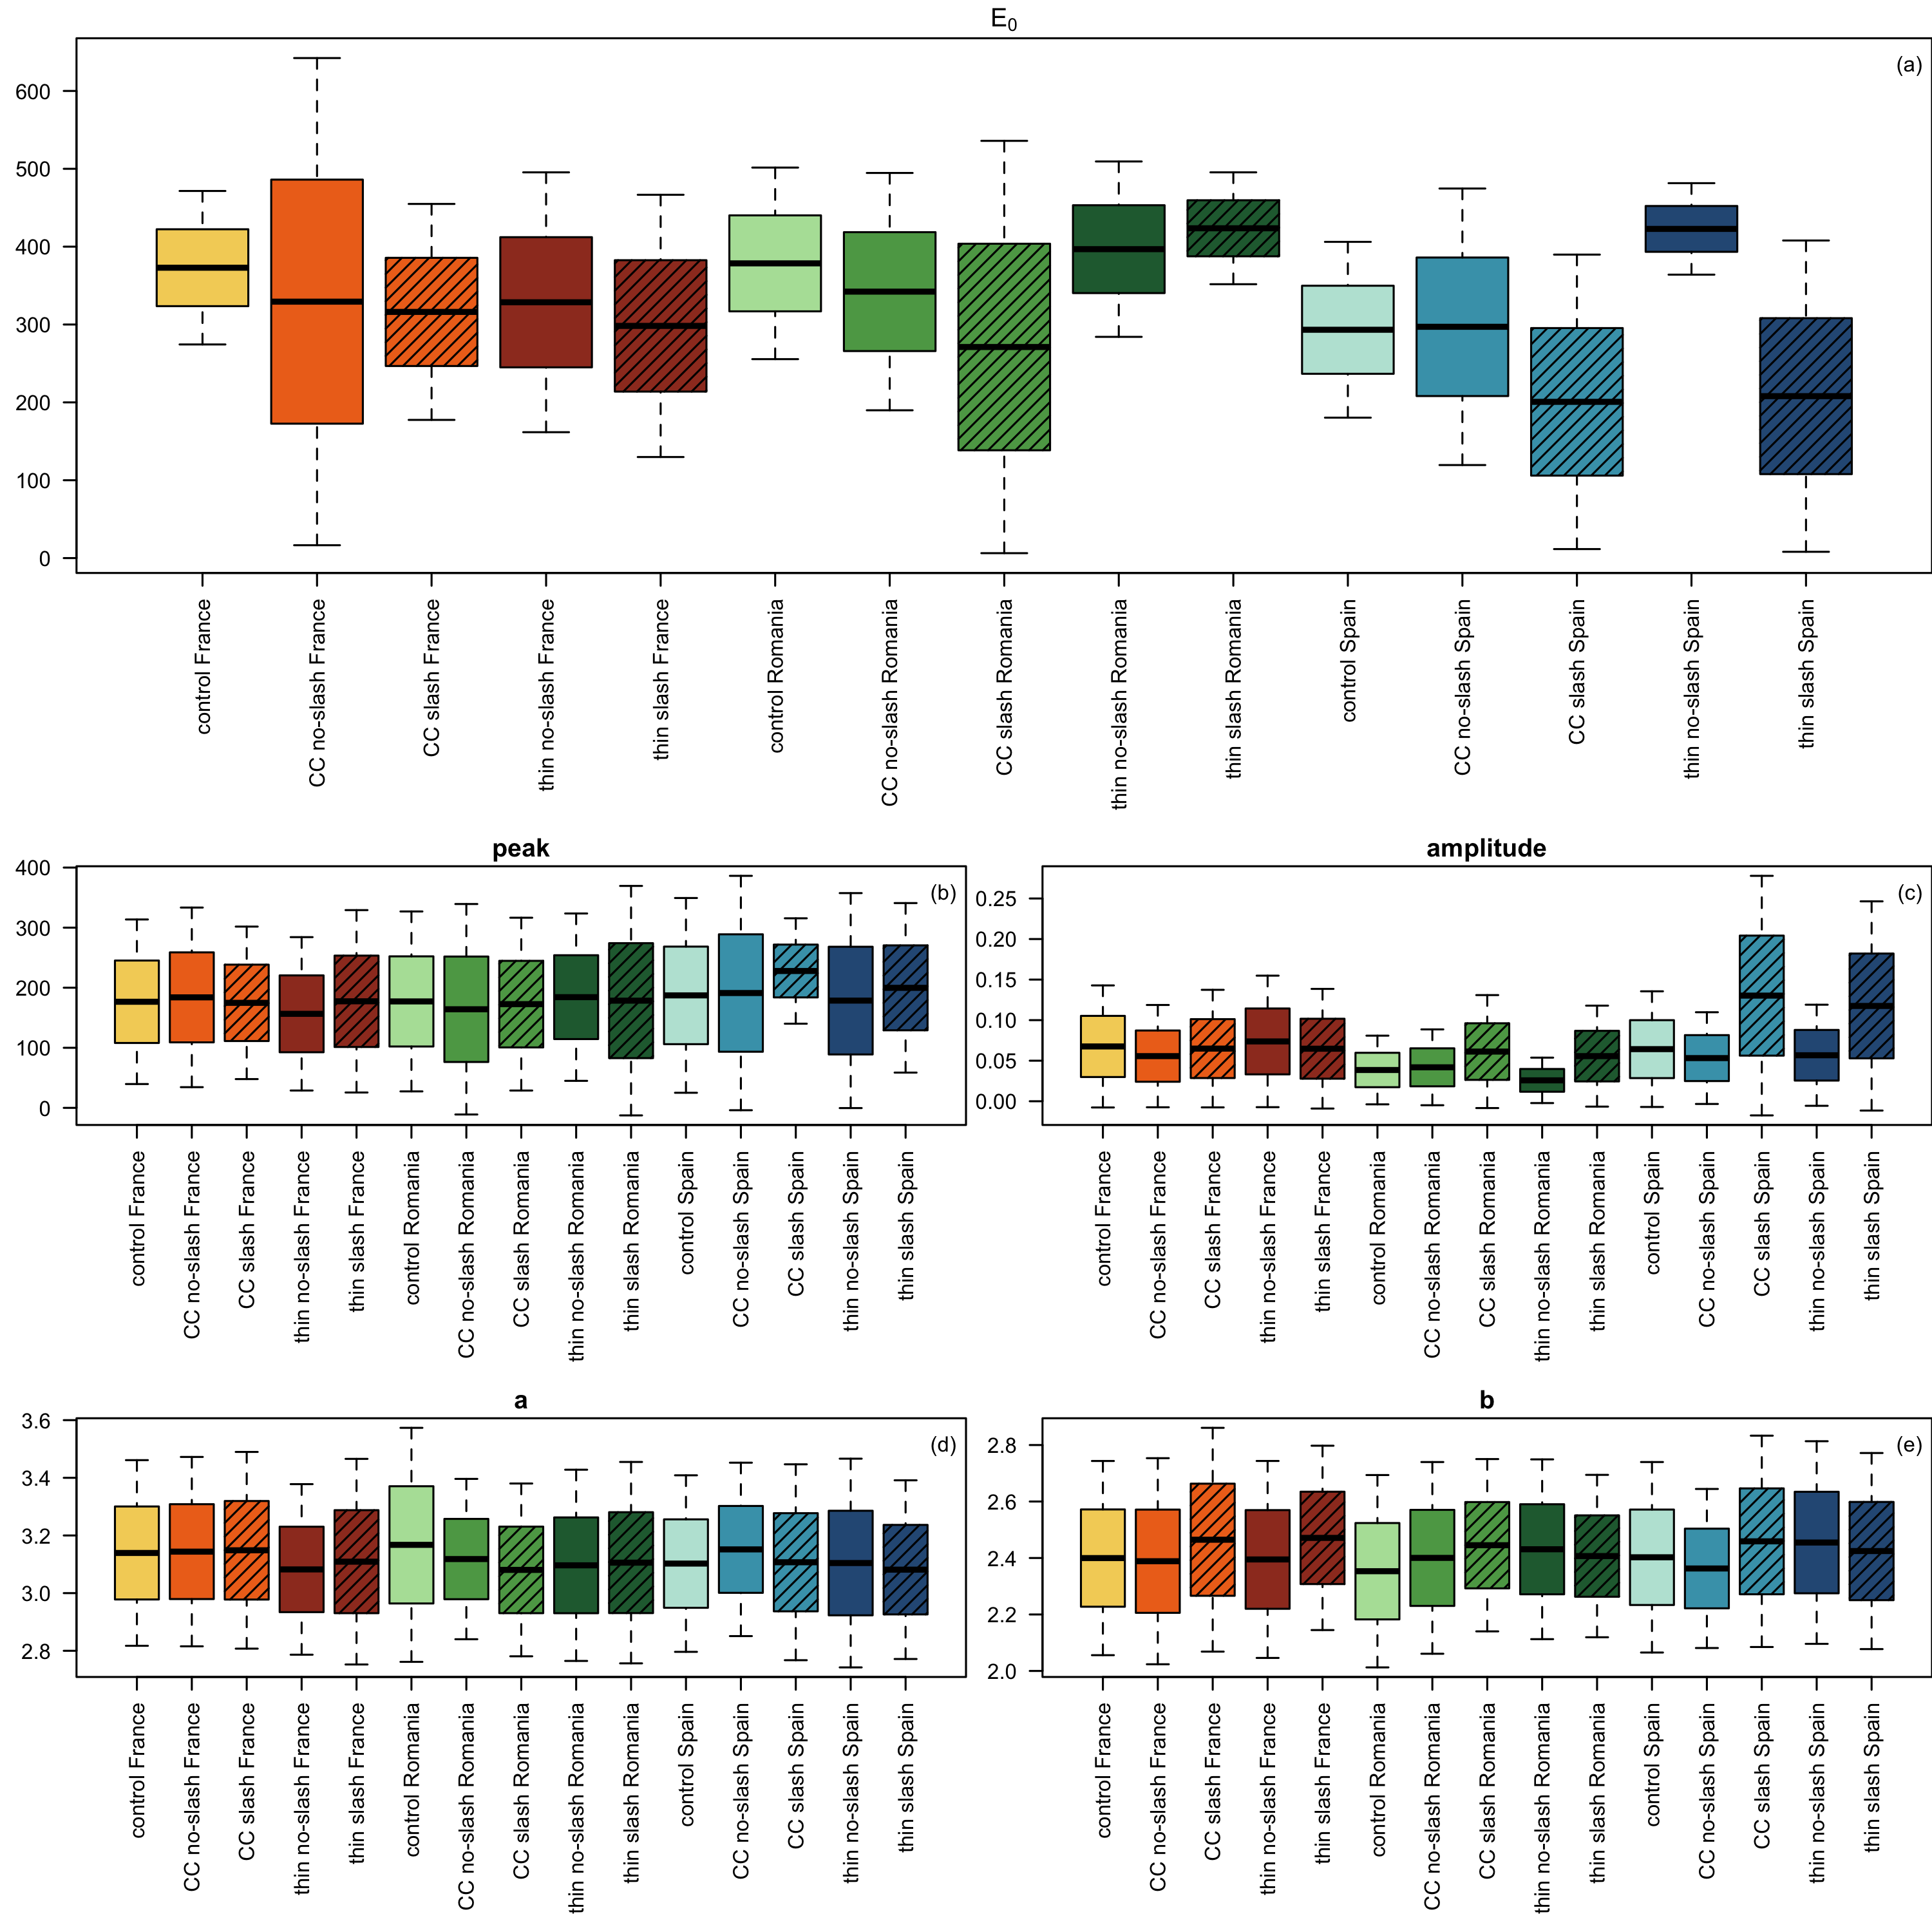 E₀
(a)
600
500
400
300
200
100
0
control France
CC no-slash France
CC slash France
thin no-slash France
thin slash France
control Romania
CC no-slash Romania
CC slash Romania
thin no-slash Romania
thin slash Romania
control Spain
CC no-slash Spain
CC slash Spain
thin no-slash Spain
thin slash Spain
peak
(b)
400
300
200
100
0
control France
CC no-slash France
CC slash France
thin no-slash France
thin slash France
control Romania
CC no-slash Romania
CC slash Romania
thin no-slash Romania
thin slash Romania
control Spain
CC no-slash Spain
CC slash Spain
thin no-slash Spain
thin slash Spain
amplitude
(c)
0.25
0.20
0.15
0.10
0.05
0.00
control France
CC no-slash France
CC slash France
thin no-slash France
thin slash France
control Romania
CC no-slash Romania
CC slash Romania
thin no-slash Romania
thin slash Romania
control Spain
CC no-slash Spain
CC slash Spain
thin no-slash Spain
thin slash Spain
a
(d)
3.6
3.4
3.2
3.0
2.8
control France
CC no-slash France
CC slash France
thin no-slash France
thin slash France
control Romania
CC no-slash Romania
CC slash Romania
thin no-slash Romania
thin slash Romania
control Spain
CC no-slash Spain
CC slash Spain
thin no-slash Spain
thin slash Spain
b
(e)
2.8
2.6
2.4
2.2
2.0
control France
CC no-slash France
CC slash France
thin no-slash France
thin slash France
control Romania
CC no-slash Romania
CC slash Romania
thin no-slash Romania
thin slash Romania
control Spain
CC no-slash Spain
CC slash Spain
thin no-slash Spain
thin slash Spain